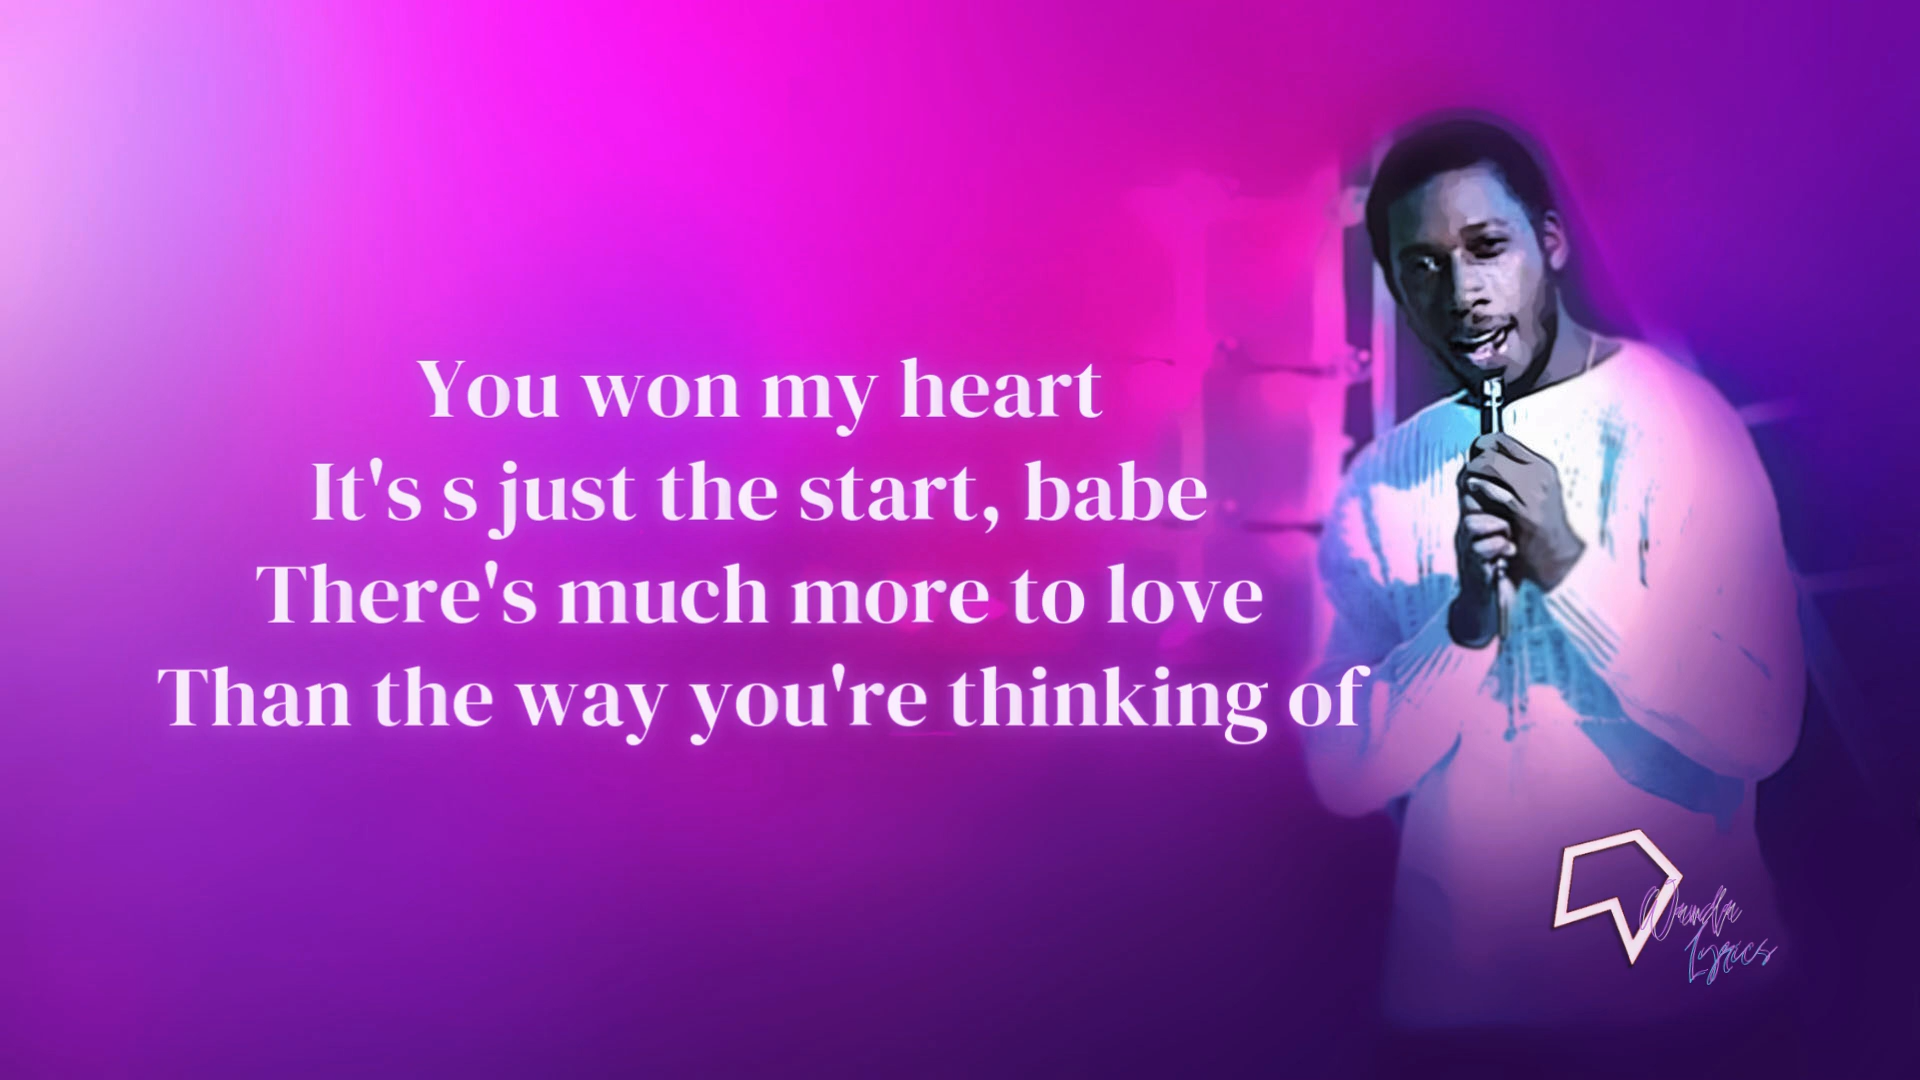 You won my heart
It's s just the start, babe
There's much more to love
Than the way you're thinking of
Lyrics